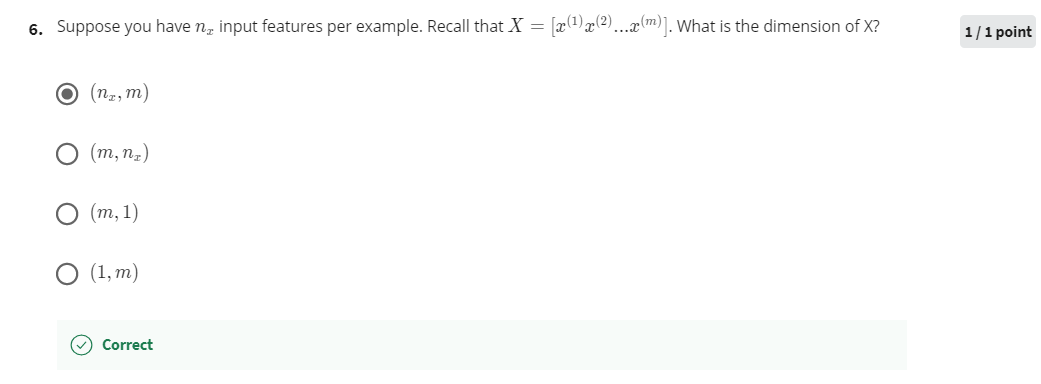 6. Suppose you have $n_x$ input features per example. Recall that $X = [x^{(1)} x^{(2)} ... x^{(m)}]$. What is the dimension of X?
1 / 1 point
$(n_x, m)$
$(m, n_x)$
$(m, 1)$
$(1, m)$
Correct